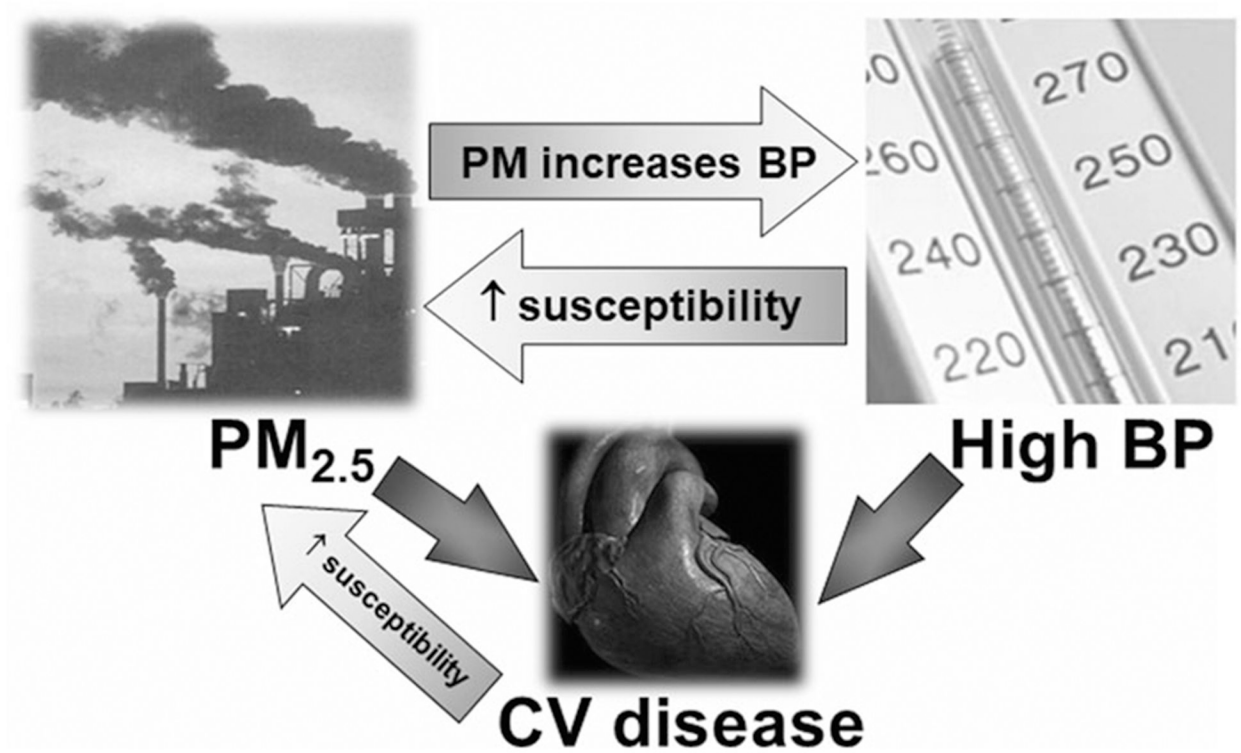 270
260
250
240
230
220
PM increases BP
↑ susceptibility
PM2.5
High BP
↑ susceptibility
CV disease